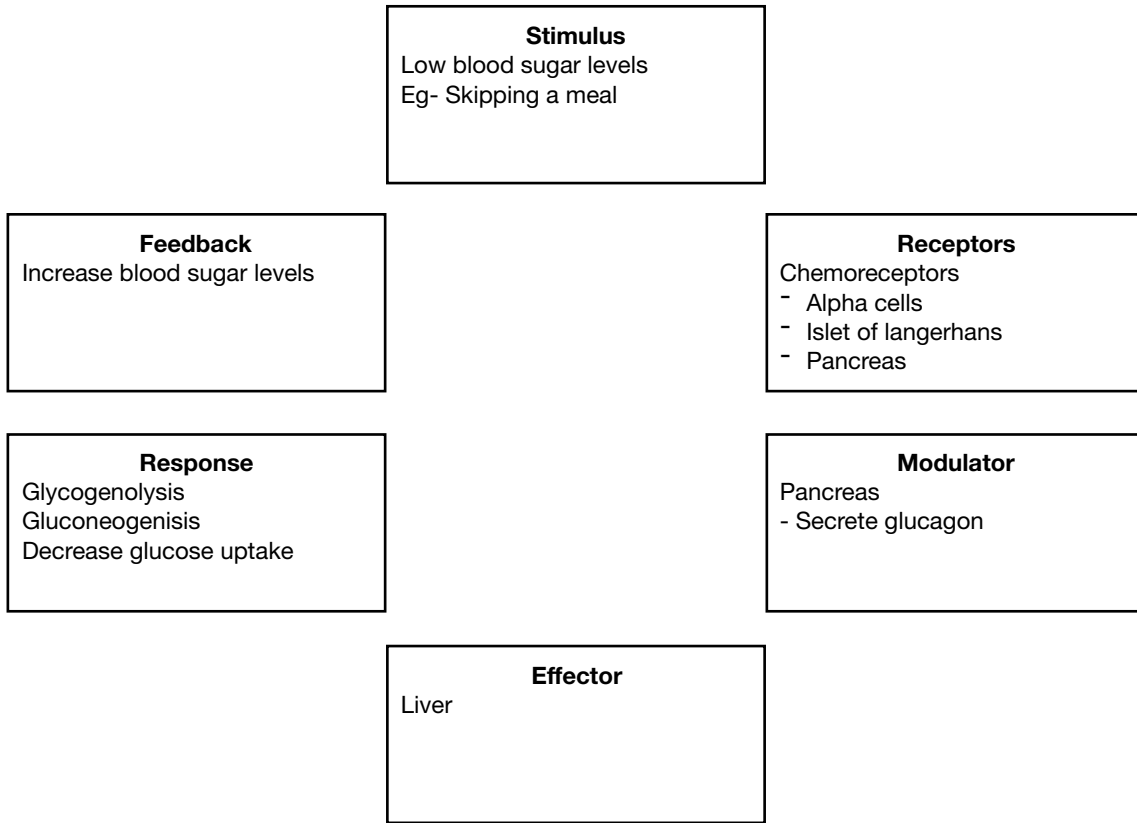 Stimulus
Low blood sugar levels
Eg- Skipping a meal
Feedback
Increase blood sugar levels
Receptors
Chemoreceptors
- Alpha cells
- Islet of langerhans
- Pancreas
Response
Glycogenolysis
Gluconeogenisis
Decrease glucose uptake
Modulator
Pancreas
- Secrete glucagon
Effector
Liver